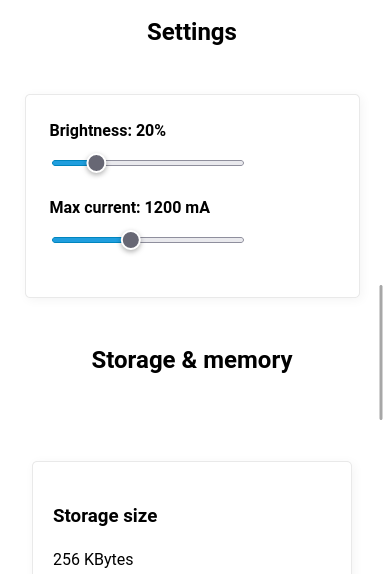 Settings
Brightness: 20%
Max current: 1200 mA
Storage & memory
Storage size
256 KBytes